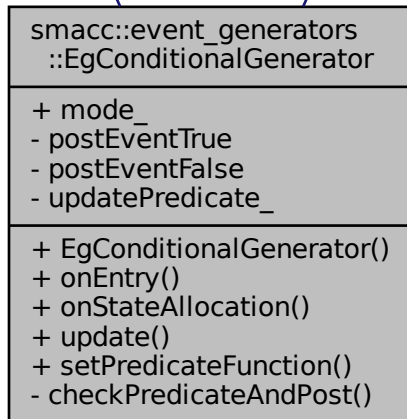 smacc::event_generators
::EgConditionalGenerator
+ mode_
- postEventTrue
- postEventFalse
- updatePredicate_
+ EgConditionalGenerator()
+ onEntry()
+ onStateAllocation()
+ update()
+ setPredicateFunction()
- checkPredicateAndPost()